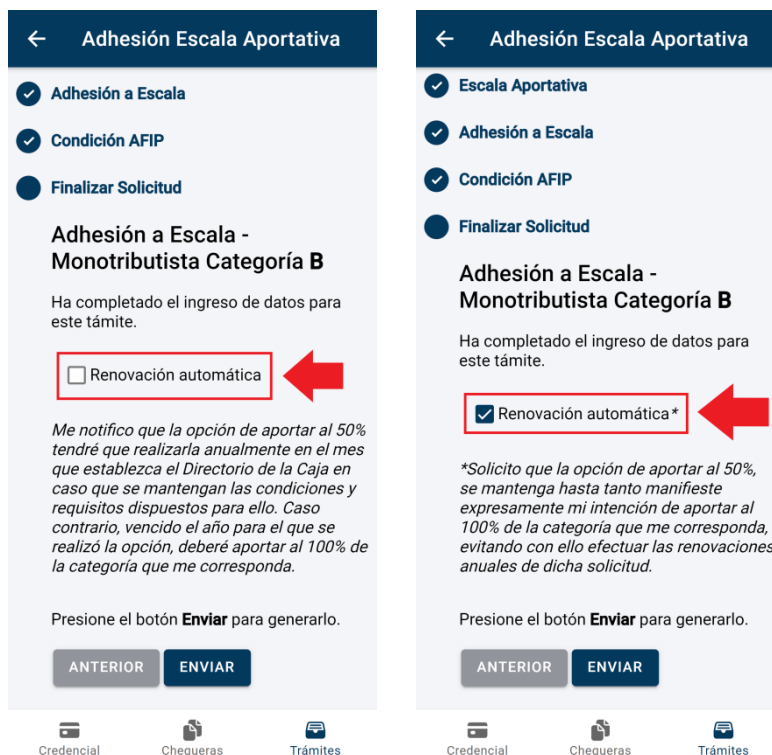 Adhesión Escala Aportativa
Adhesión a Escala
Condición AFIP
Finalizar Solicitud
Adhesión a Escala -
Monotributista Categoría B
Ha completado el ingreso de datos para
este támite.
Renovación automática
Me notifico que la opción de aportar al 50%
tendré que realizarla anualmente en el mes
que establezca el Directorio de la Caja en
caso que se mantengan las condiciones y
requisitos dispuestos para ello. Caso
contrario, vencido el año para el que se
realizó la opción, deberé aportar al 100% de
la categoría que me corresponda.
Presione el botón Enviar para generarlo.
ANTERIOR
ENVIAR
Credencial
Chequeras
Trámites
Adhesión Escala Aportativa
Escala Aportativa
Adhesión a Escala
Condición AFIP
Finalizar Solicitud
Adhesión a Escala -
Monotributista Categoría B
Ha completado el ingreso de datos para
este támite.
Renovación automática*
*Solicito que la opción de aportar al 50%,
se mantenga hasta tanto manifieste
expresamente mi intención de aportar al
100% de la categoría que me corresponda,
evitando con ello efectuar las renovaciones
anuales de dicha solicitud.
Presione el botón Enviar para generarlo.
ANTERIOR
ENVIAR
Credencial
Chequeras
Trámites